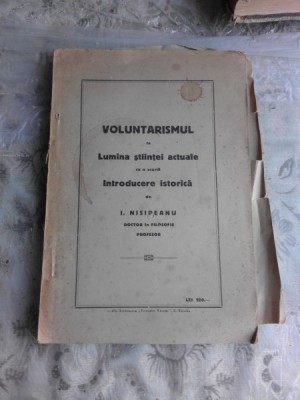 VOLUNTARISMUL
în
Lumina științei actuale
cu o scurtă
Introducere istorică
de
I. NISIPEANU
DOCTOR în FILOSOFIE
PROFESOR
LEI 100.—